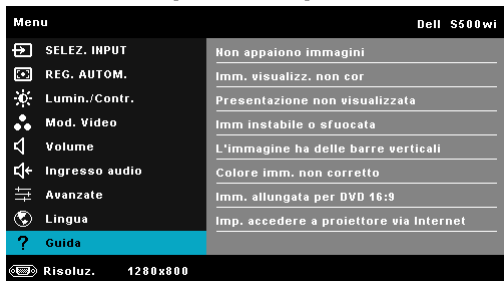 Menu
Dell S500wi
SELEZ. INPUT
REG. AUTOM.
Lumin./Contr.
Mod. Video
Volume
Ingresso audio
Avanzate
Lingua
? Guida
Non appaiono immagini
Imm. visualizz. non cor
Presentazione non visualizzata
Imm instabile o sfuocata
L'immagine ha delle barre verticali
Colore imm. non corretto
Imm. allungata per DVD 16:9
Imp. accedere a proiettore via Internet
Risoluz. 1280x800